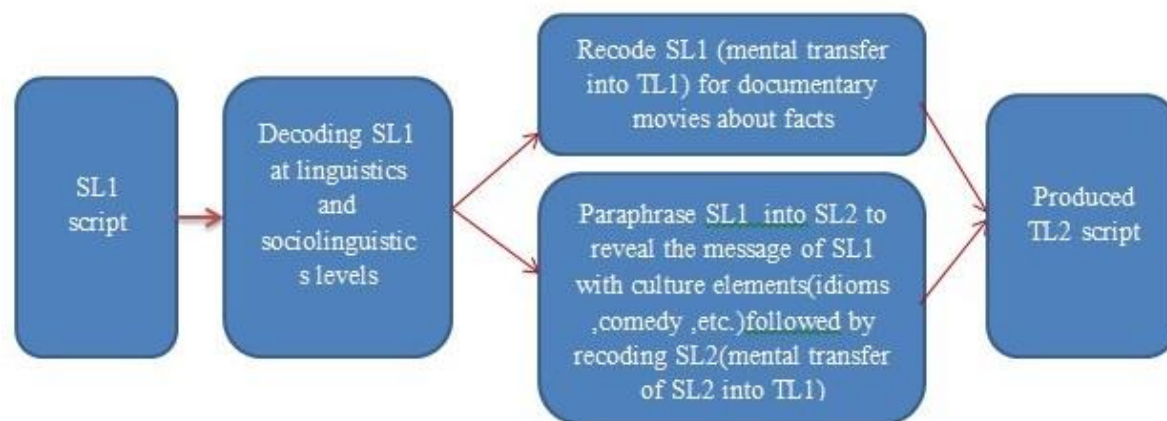 SL1
script
Decoding SL1
at linguistics
and
sociolinguistic
s levels
Recode SL1 (mental transfer
into TL1) for documentary
movies about facts
Paraphrase SL1 into SL2 to
reveal the message of SL1
with culture elements(idioms
,comedy ,etc.)followed by
recoding SL2(mental transfer
of SL2 into TL1)
Produced
TL2 script